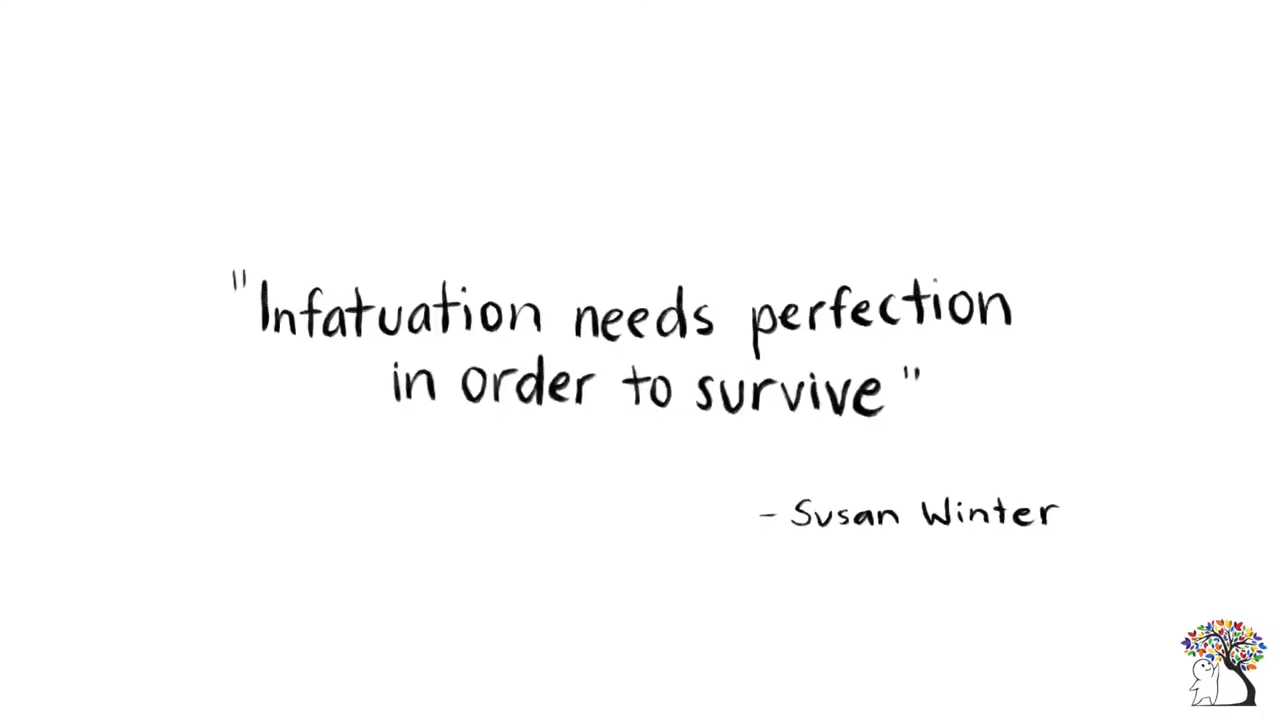 "Infatuation needs perfection
in order to survive"
- Susan Winter